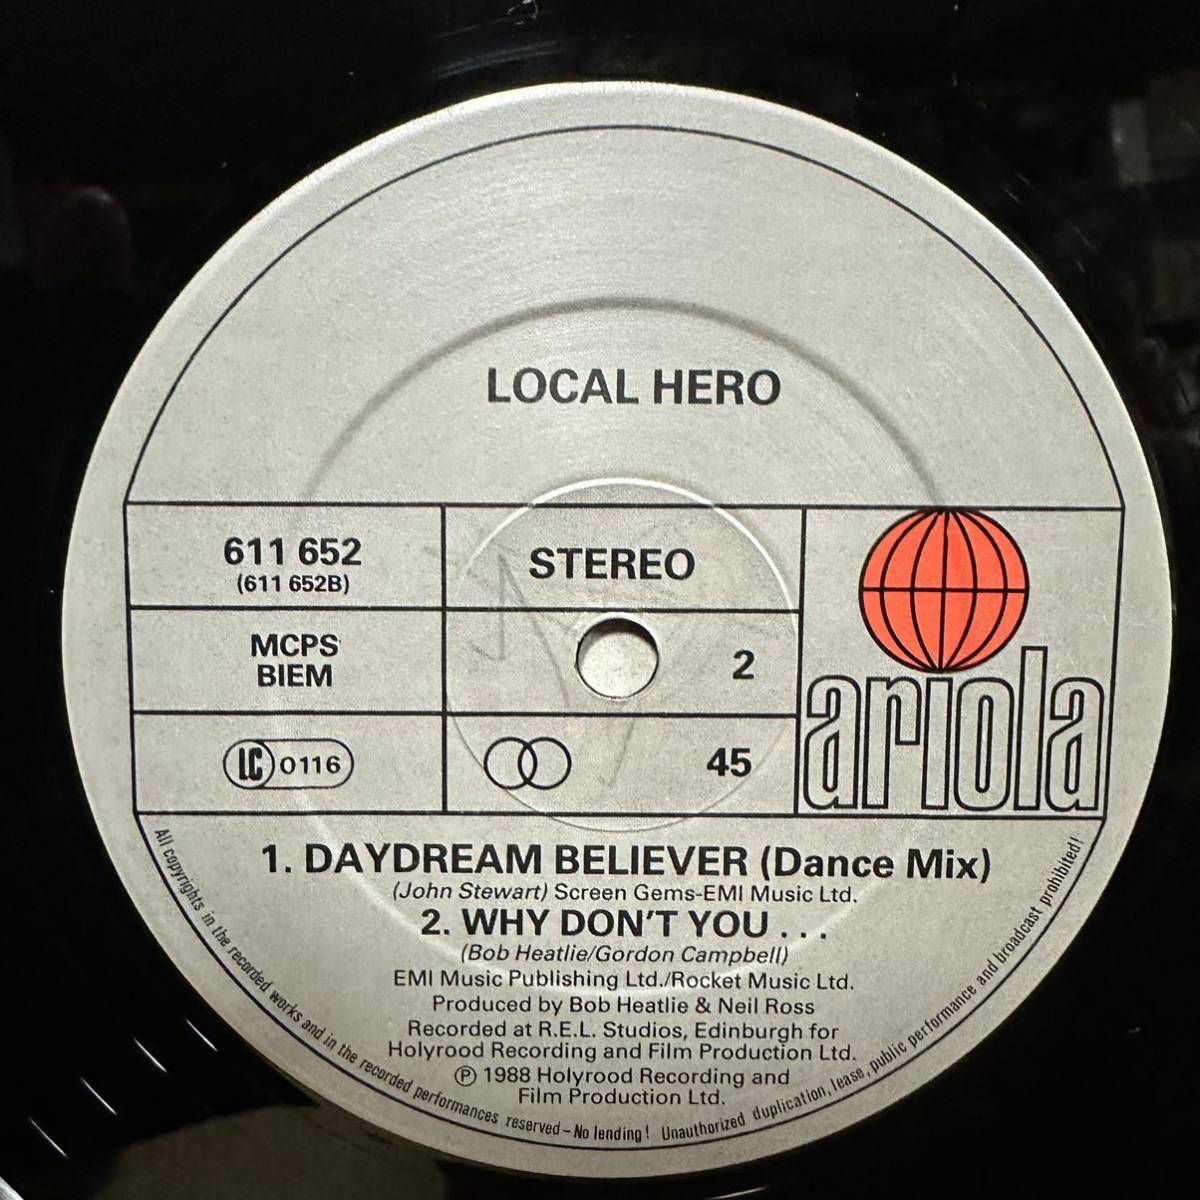 LOCAL HERO
611 652
(611 652B)
STEREO
MCPS
BIEM
2
LC 0116
45
ariola
1. DAYDREAM BELIEVER (Dance Mix)
(John Stewart) Screen Gems-EMI Music Ltd.
2. WHY DON'T YOU . . .
(Bob Heatlie/Gordon Campbell)
EMI Music Publishing Ltd./Rocket Music Ltd.
Produced by Bob Heatlie & Neil Ross
Recorded at R.E.L. Studios, Edinburgh for
Holyrood Recording and Film Production Ltd.
℗ 1988 Holyrood Recording and
Film Production Ltd.
All copyrights in the recorded works and in the recorded performances reserved – No lending! Unauthorized duplication, lease, public performance and broadcast prohibited!